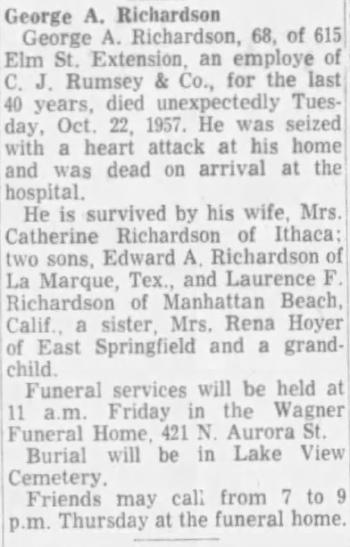 George A. Richardson
George A. Richardson, 68, of 615
Elm St. Extension, an employe of
C. J. Rumsey & Co., for the last
40 years, died unexpectedly Tues-
day, Oct. 22, 1957. He was seized
with a heart attack at his home
and was dead on arrival at the
hospital.
He is survived by his wife, Mrs.
Catherine Richardson of Ithaca;
two sons, Edward A. Richardson of
La Marque, Tex., and Laurence F.
Richardson of Manhattan Beach,
Calif., a sister, Mrs. Rena Hoyer
of East Springfield and a grand-
child.
Funeral services will be held at
11 a.m. Friday in the Wagner
Funeral Home, 421 N. Aurora St.
Burial will be in Lake View
Cemetery.
Friends may call from 7 to 9
p.m. Thursday at the funeral home.